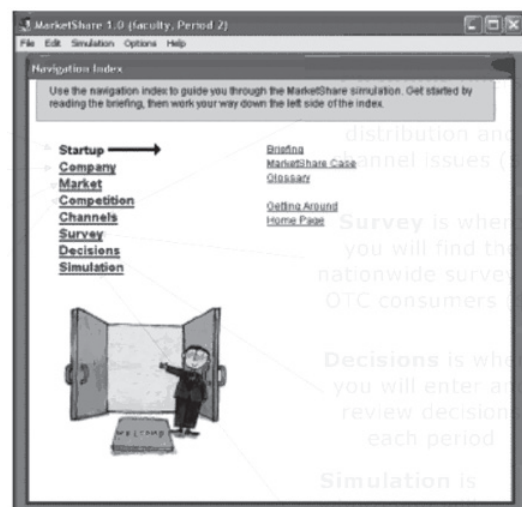 MarketShare 1.0 (faculty, Period 2)
File Edit Simulation Options Help
Navigation Index
Use the navigation index to guide you through the MarketShare simulation. Get started by
reading the briefing, then work your way down the left side of the index.
Startup
Company
Market
Competition
Channels
Survey
Decisions
Simulation
Briefing
MarketShare Case
Glossary
Getting Around
Home Page
WELCOME
distribution and
channel issues (
Survey is where
you will find the
nationwide survey
OTC consumers (
Decisions is whe
you will enter an
review decisions
each period
Simulation is